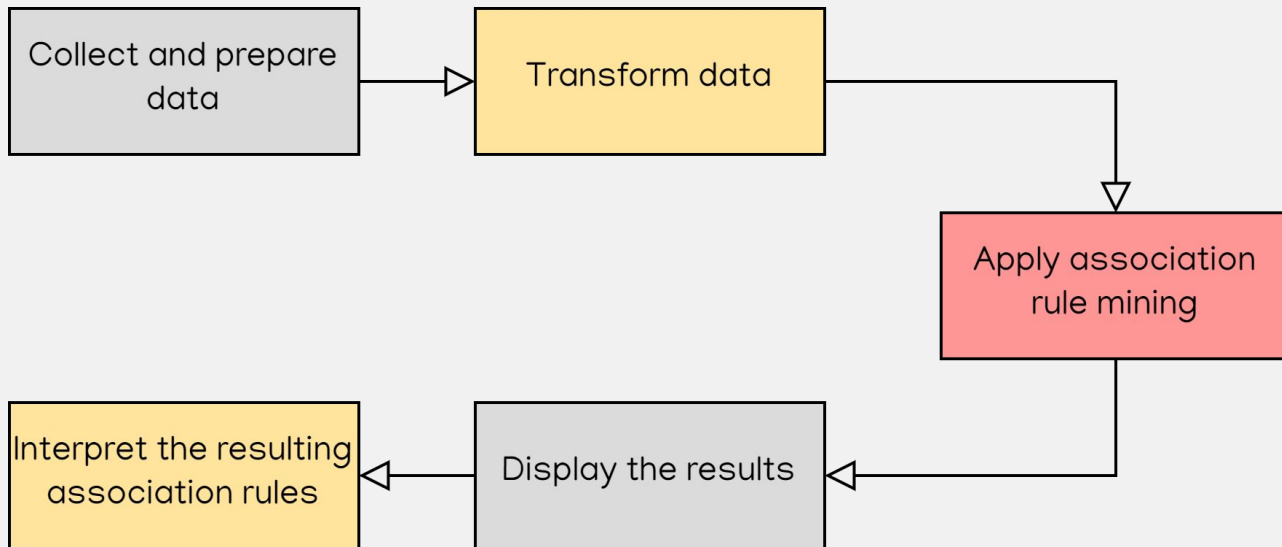 Collect and prepare
data
Transform data
Apply association
rule mining
Display the results
Interpret the resulting
association rules